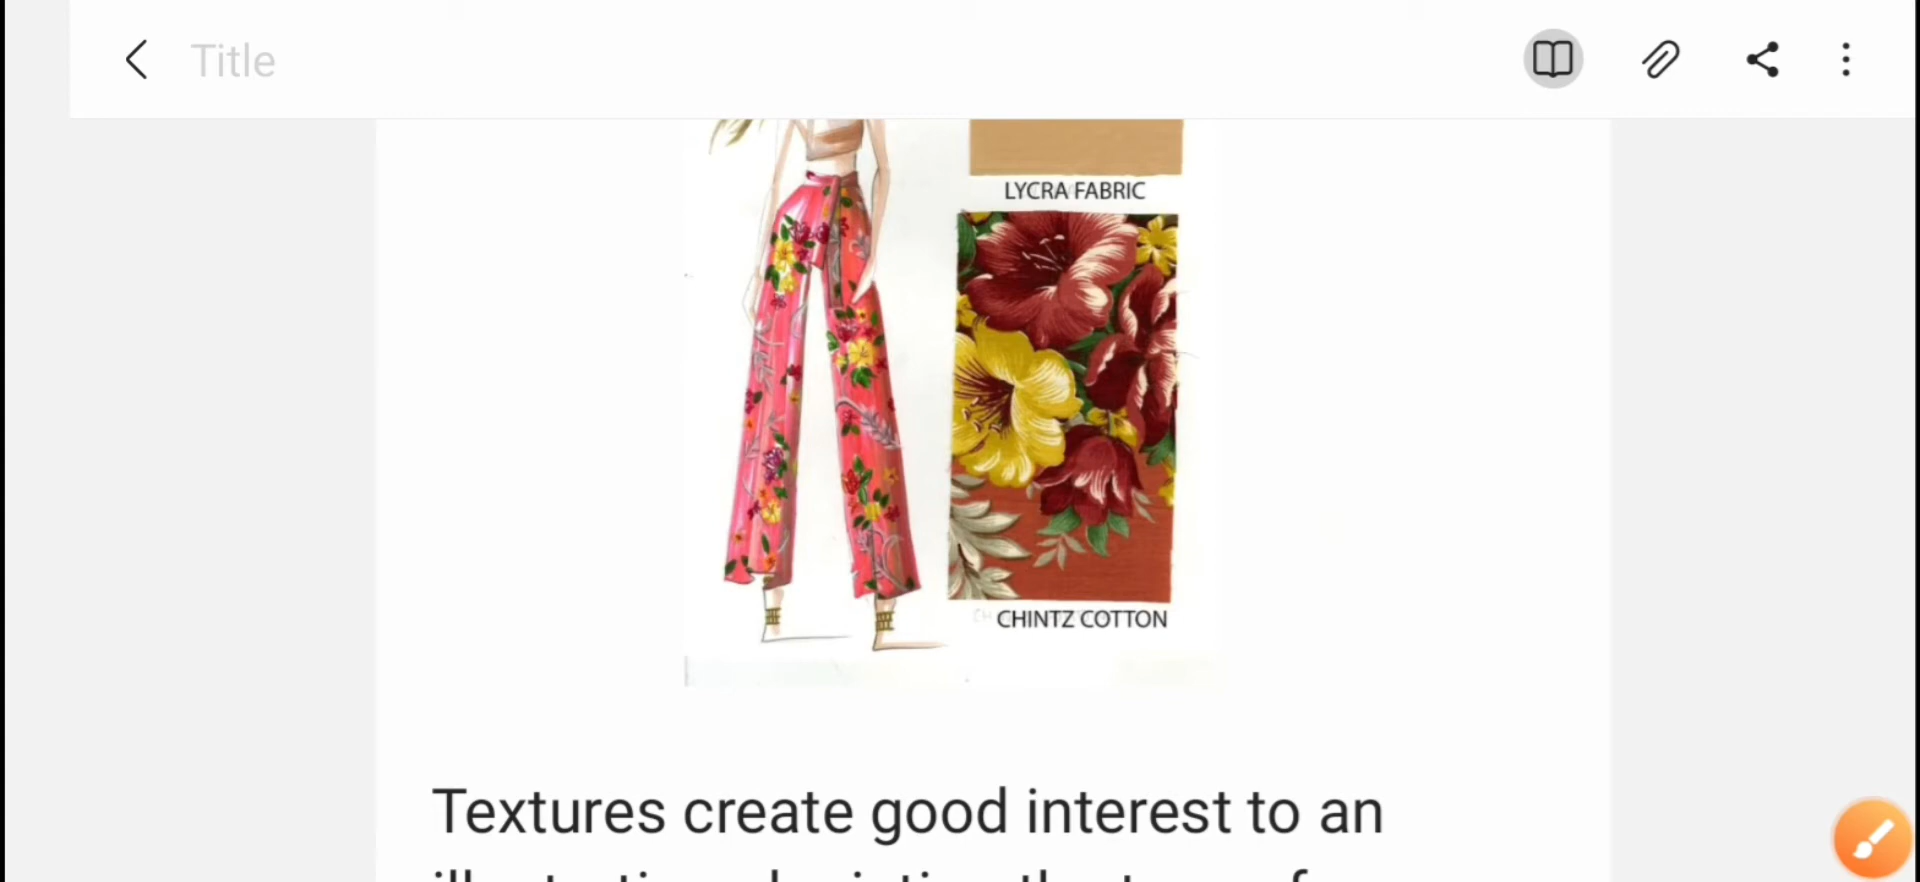 Title
LYCRA FABRIC
CHINTZ COTTON
Textures create good interest to an